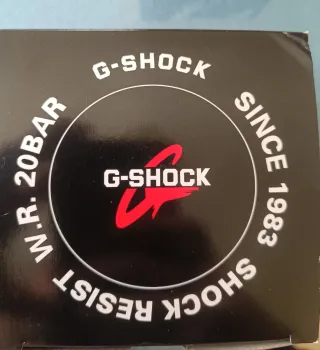 G-SHOCK
SINCE 1983
SHOCK RESIST
W.R. 20BAR
G-SHOCK